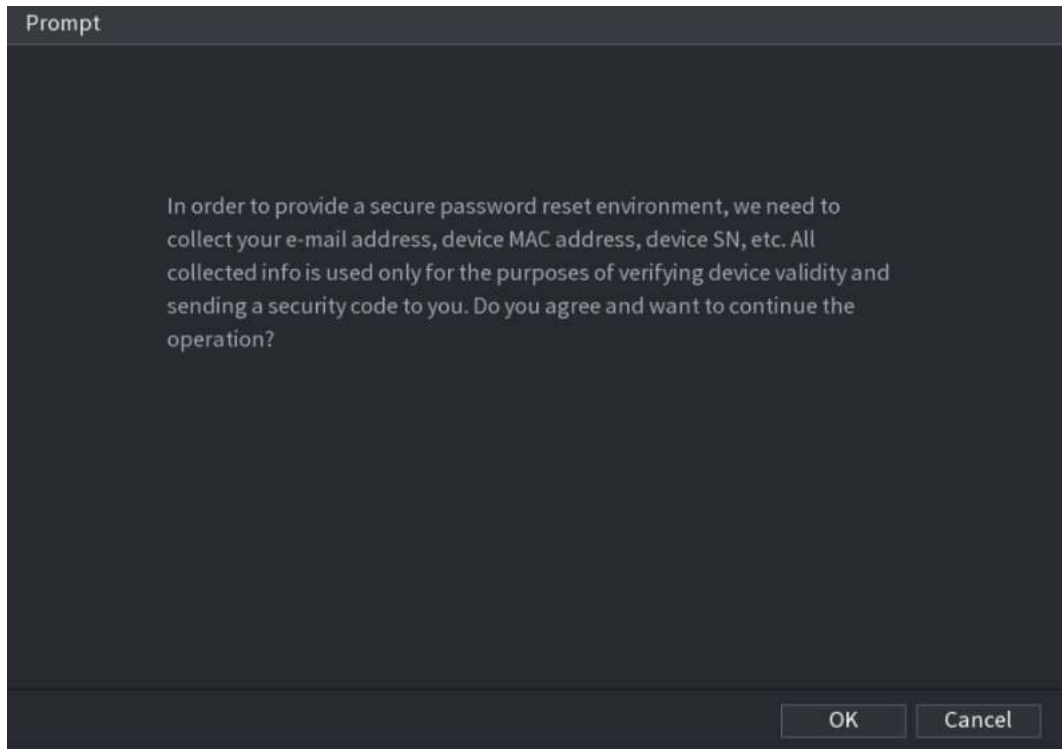 Prompt
In order to provide a secure password reset environment, we need to
collect your e-mail address, device MAC address, device SN, etc. All
collected info is used only for the purposes of verifying device validity and
sending a security code to you. Do you agree and want to continue the
operation?
OK
Cancel